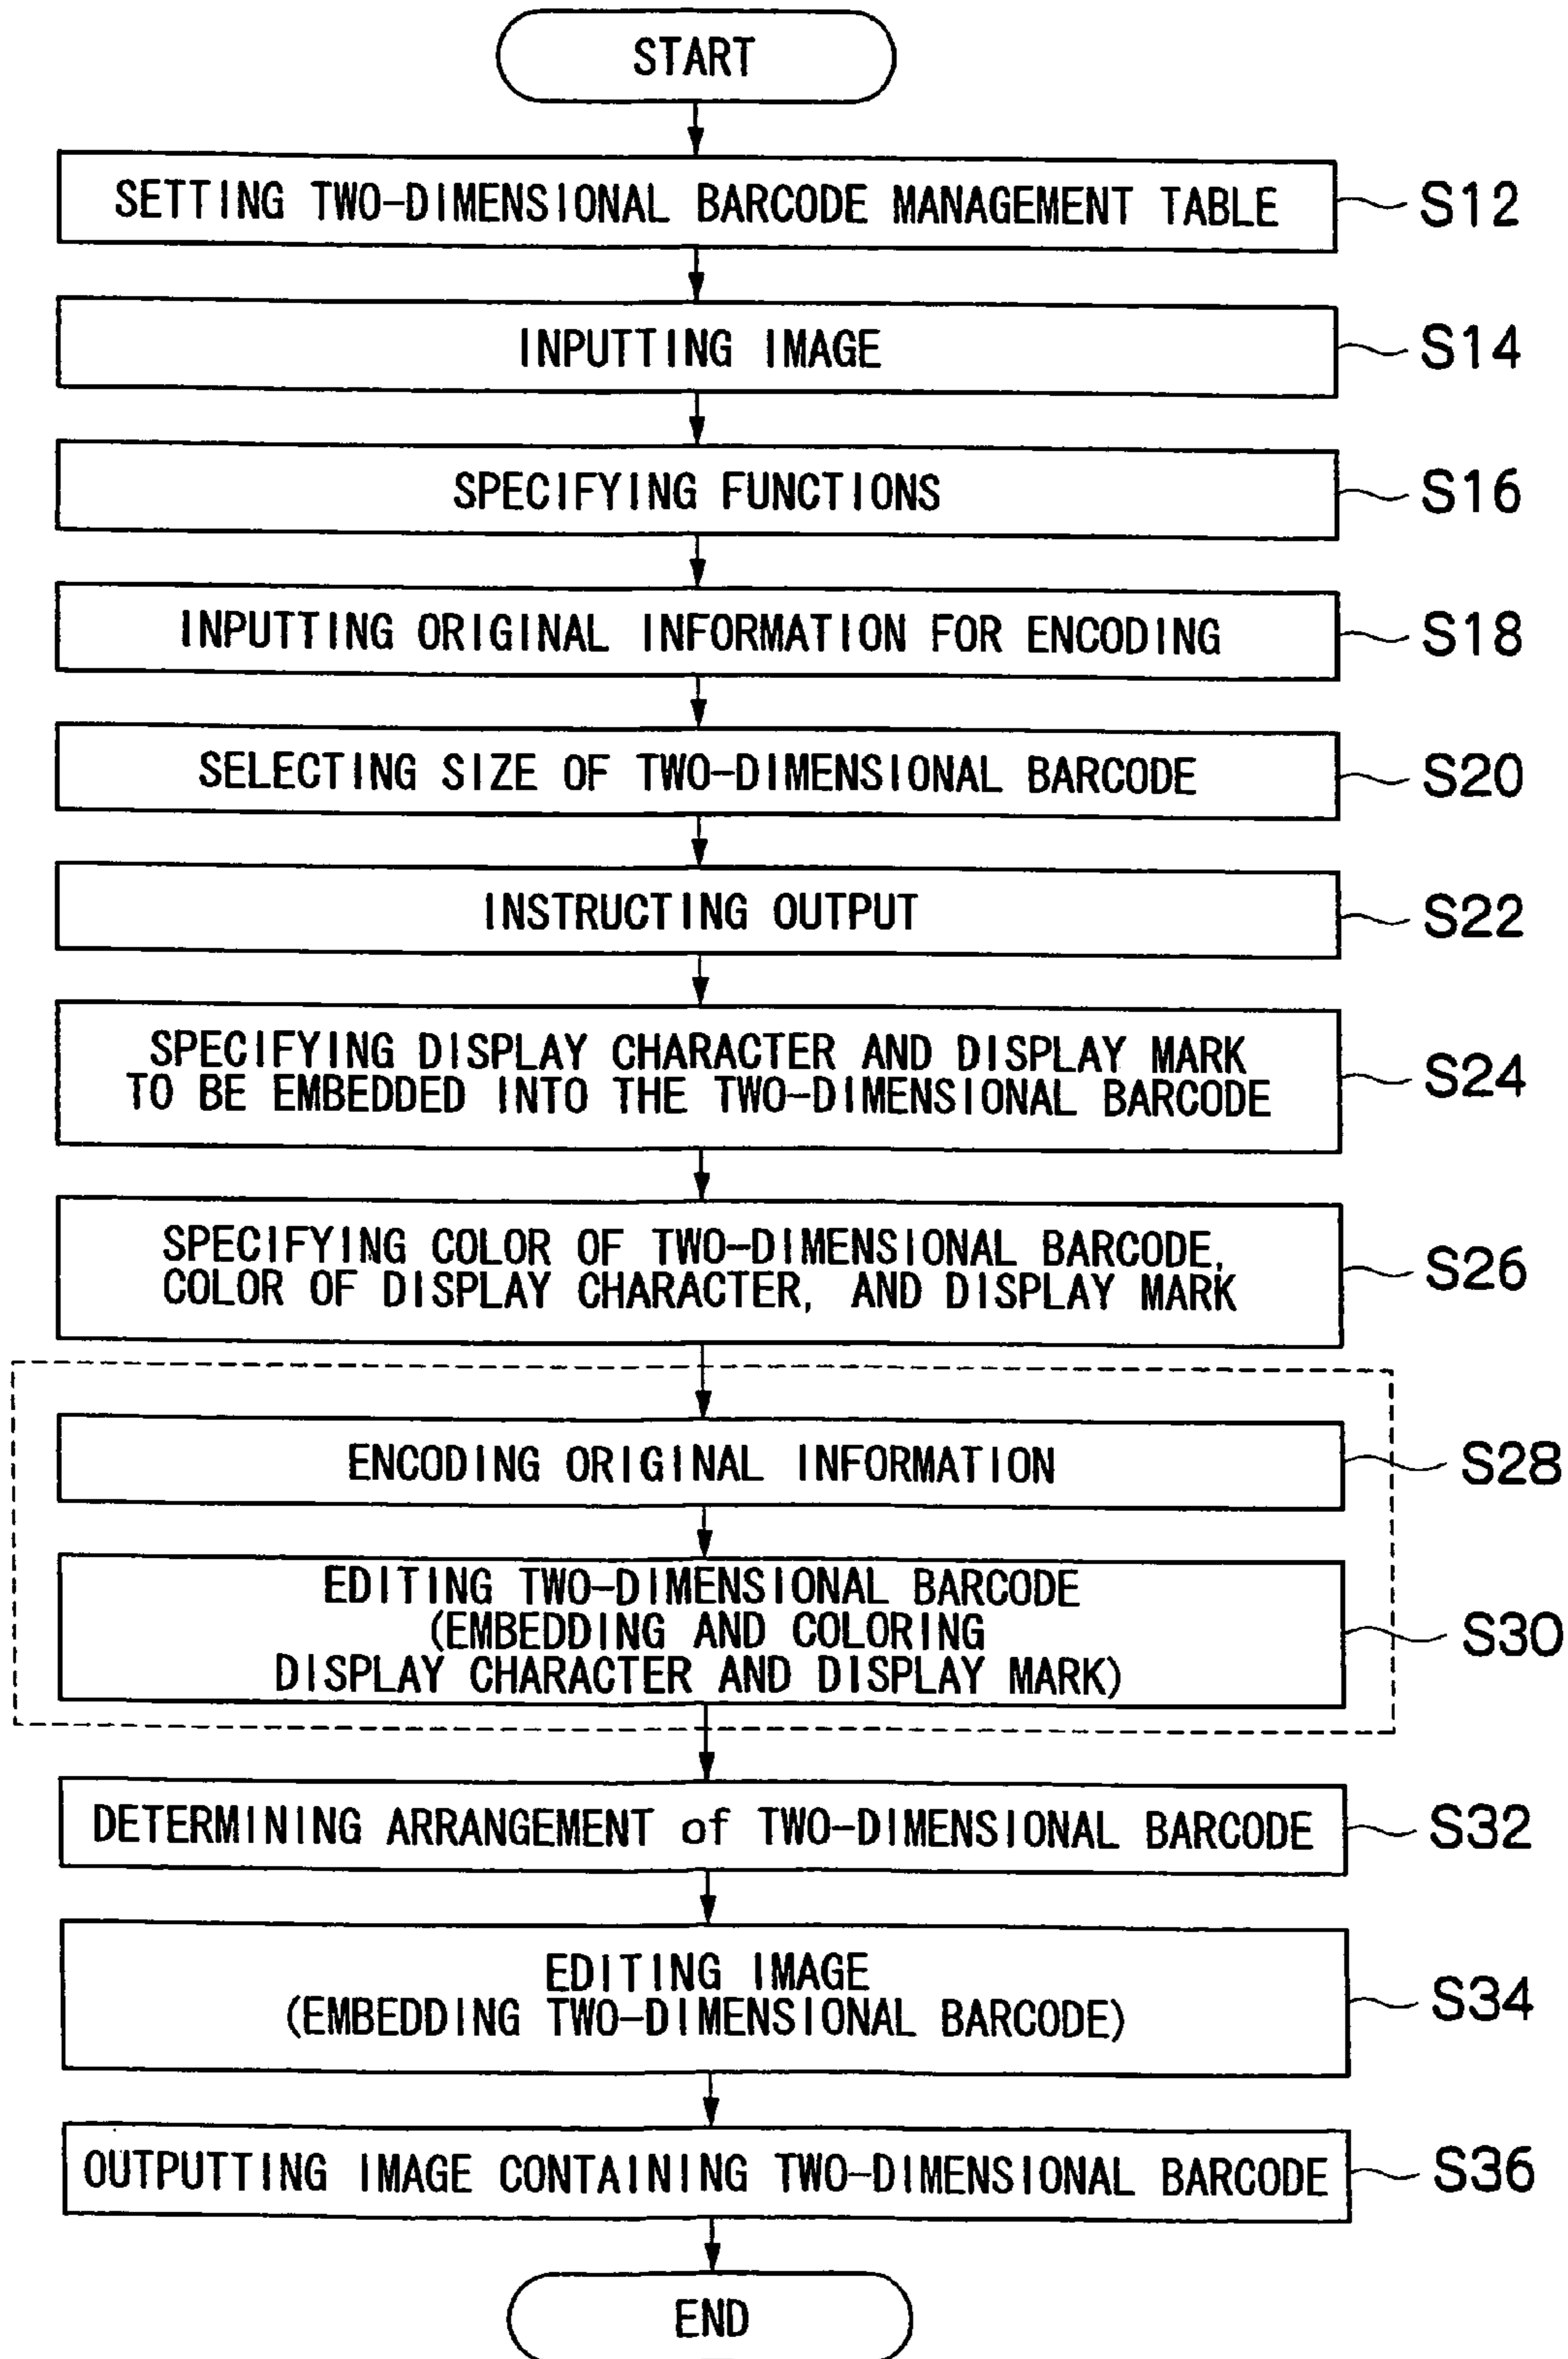 START
SETTING TWO-DIMENSIONAL BARCODE MANAGEMENT TABLE
S12
INPUTTING IMAGE
S14
SPECIFYING FUNCTIONS
S16
INPUTTING ORIGINAL INFORMATION FOR ENCODING
S18
SELECTING SIZE OF TWO-DIMENSIONAL BARCODE
S20
INSTRUCTING OUTPUT
S22
SPECIFYING DISPLAY CHARACTER AND DISPLAY MARK
TO BE EMBEDDED INTO THE TWO-DIMENSIONAL BARCODE
S24
SPECIFYING COLOR OF TWO-DIMENSIONAL BARCODE,
COLOR OF DISPLAY CHARACTER, AND DISPLAY MARK
S26
ENCODING ORIGINAL INFORMATION
S28
EDITING TWO-DIMENSIONAL BARCODE
(EMBEDDING AND COLORING
DISPLAY CHARACTER AND DISPLAY MARK)
S30
DETERMINING ARRANGEMENT of TWO-DIMENSIONAL BARCODE
S32
EDITING IMAGE
(EMBEDDING TWO-DIMENSIONAL BARCODE)
S34
OUTPUTTING IMAGE CONTAINING TWO-DIMENSIONAL BARCODE
S36
END